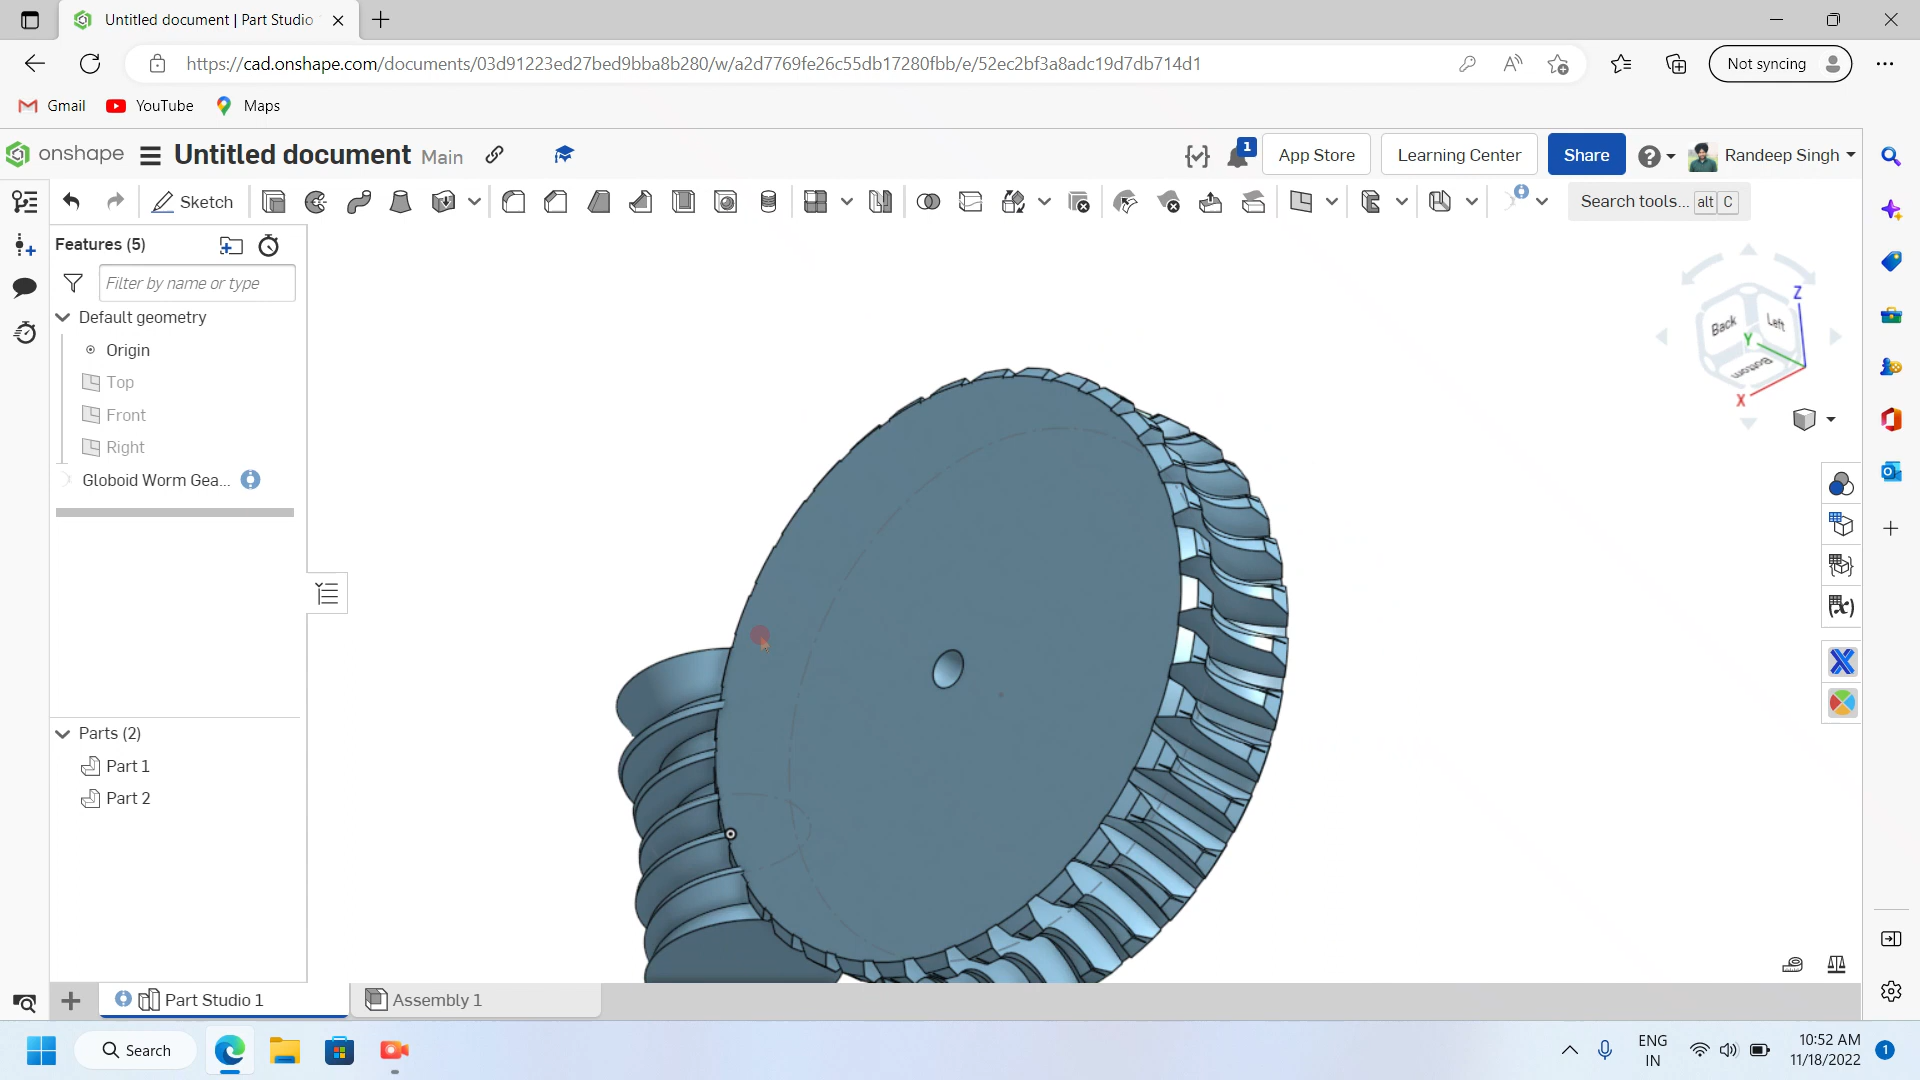 Untitled document | Part Studio
https://cad.onshape.com/documents/03d91223ed27bed9bba8b280/w/a2d7769fe26c55db17280fbb/e/52ec2bf3a8adc19d7db714d1
Not syncing
Gmail YouTube Maps
onshape Untitled document Main
1 App Store Learning Center Share Randeep Singh
Sketch
Search tools... alt C
Features (5)
Filter by name or type
Default geometry
Origin
Top
Front
Right
Globoid Worm Gea...
Parts (2)
Part 1
Part 2
Z
Back Left
Y
Bottom
X
Part Studio 1 Assembly 1
Search
ENG
IN
10:52 AM
11/18/2022
1